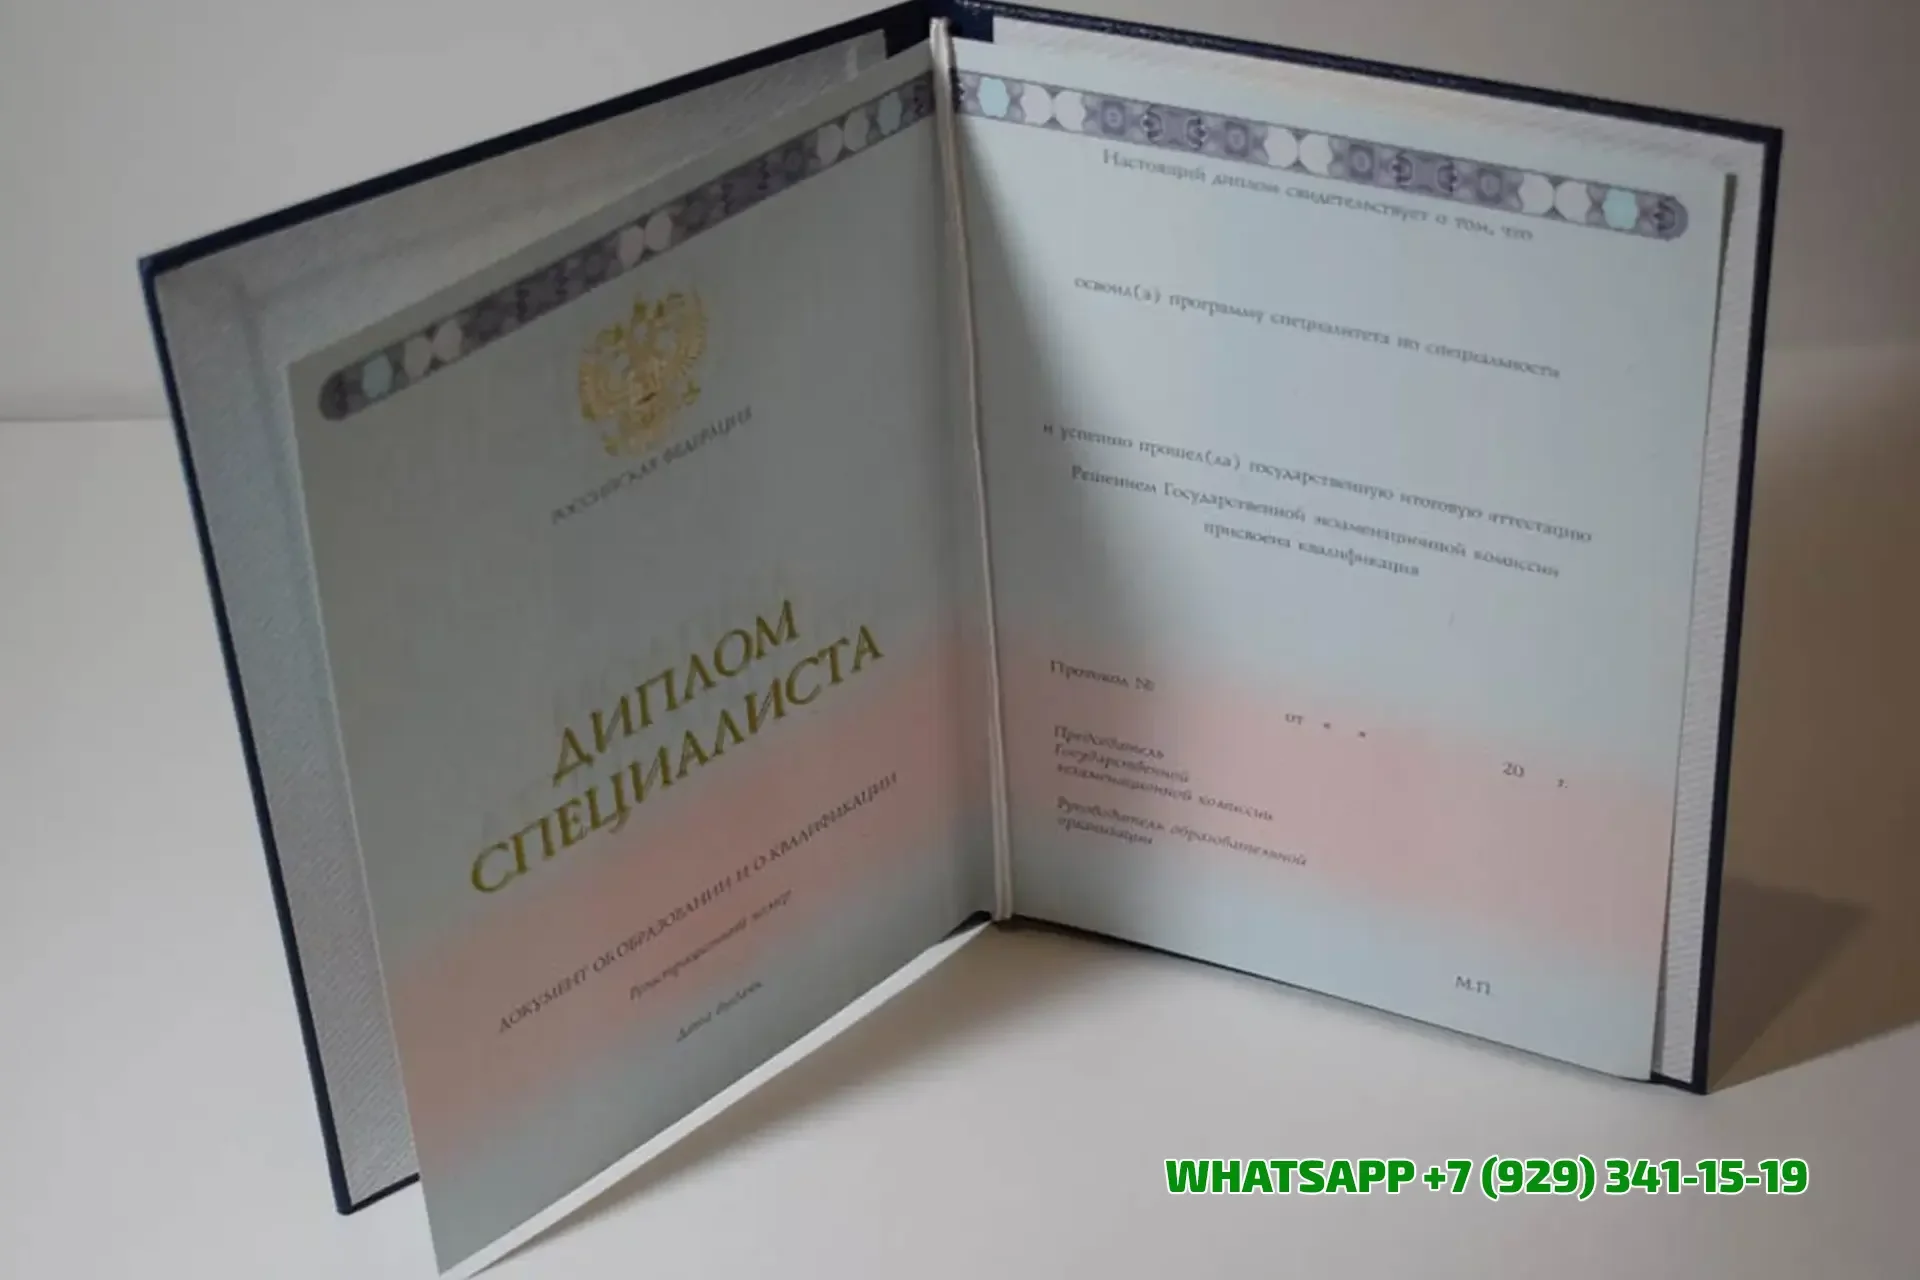 РОССИЙСКАЯ ФЕДЕРАЦИЯ
ДИПЛОМ
СПЕЦИАЛИСТА
ДОКУМЕНТ ОБ ОБРАЗОВАНИИ И О КВАЛИФИКАЦИИ
Регистрационный номер
Дата выдачи
Настоящий диплом свидетельствует о том, что
освоил(а) программу специалитета по специальности
и успешно прошел(ла) государственную итоговую аттестацию
Решением Государственной экзаменационной комиссии
присвоена квалификация
Протокол №
от « » 20 г.
Председатель
Государственной
экзаменационной комиссии
Руководитель образовательной
организации
М.П.
WHATSAPP +7 (929) 341-15-19